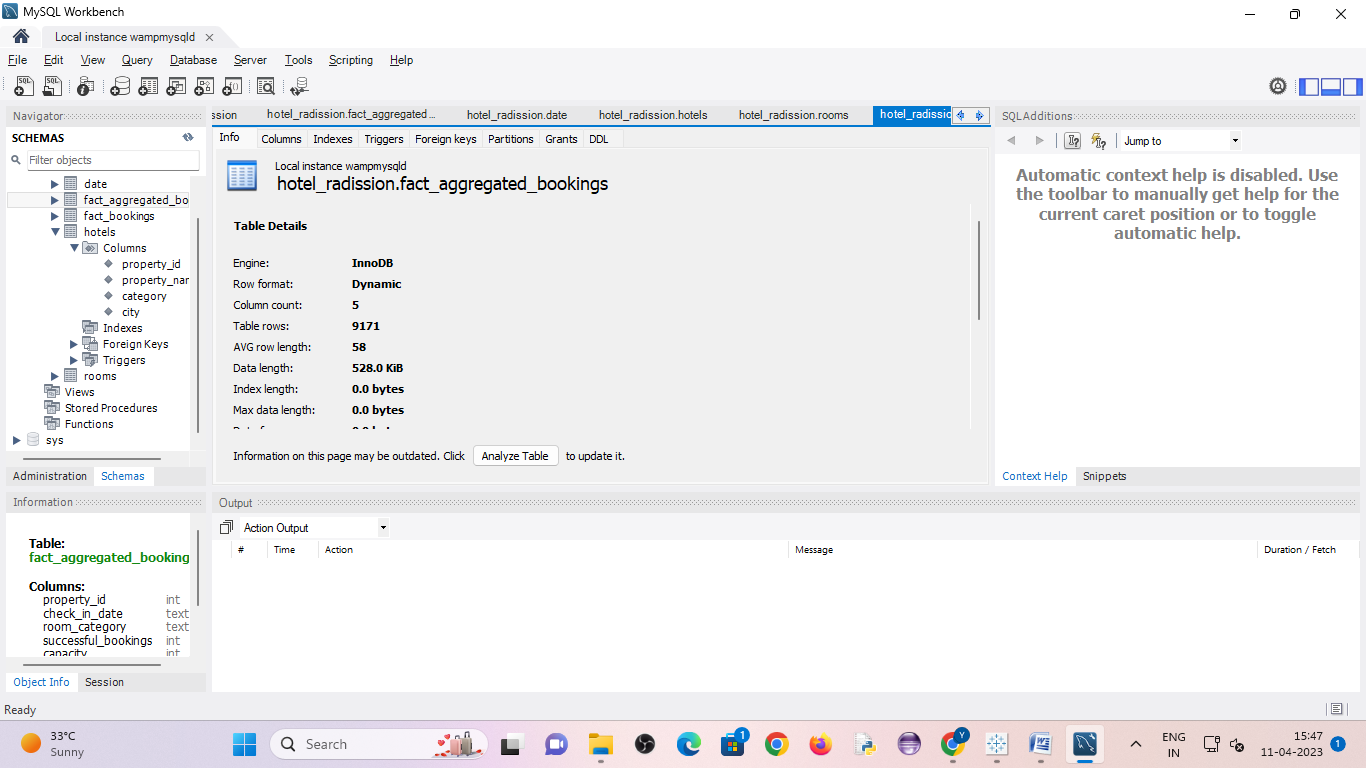 MySQL Workbench
Local instance wampmysqld
File Edit View Query Database Server Tools Scripting Help
Navigator
SCHEMAS
Filter objects
date
fact_aggregated_bo
fact_bookings
hotels
Columns
property_id
property_nar
category
city
Indexes
Foreign Keys
Triggers
rooms
Views
Stored Procedures
Functions
sys
Administration Schemas
Information
Table:
fact_aggregated_booking
Columns:
property_id int
check_in_date text
room_category text
successful_bookings int
capacity int
Object Info Session
Ready
ssion hotel_radission.fact_aggregated... hotel_radission.date hotel_radission.hotels hotel_radission.rooms hotel_radissic
Info Columns Indexes Triggers Foreign keys Partitions Grants DDL
Local instance wampmysqld
hotel_radission.fact_aggregated_bookings
Table Details
Engine: InnoDB
Row format: Dynamic
Column count: 5
Table rows: 9171
AVG row length: 58
Data length: 528.0 KiB
Index length: 0.0 bytes
Max data length: 0.0 bytes
Information on this page may be outdated. Click Analyze Table to update it.
Output
Action Output
# Time Action Message Duration / Fetch
SQLAdditions
Jump to
Automatic context help is disabled. Use
the toolbar to manually get help for the
current caret position or to toggle
automatic help.
Context Help Snippets
33°C
Sunny
Search
1
Y
ENG
IN
15:47
11-04-2023
1